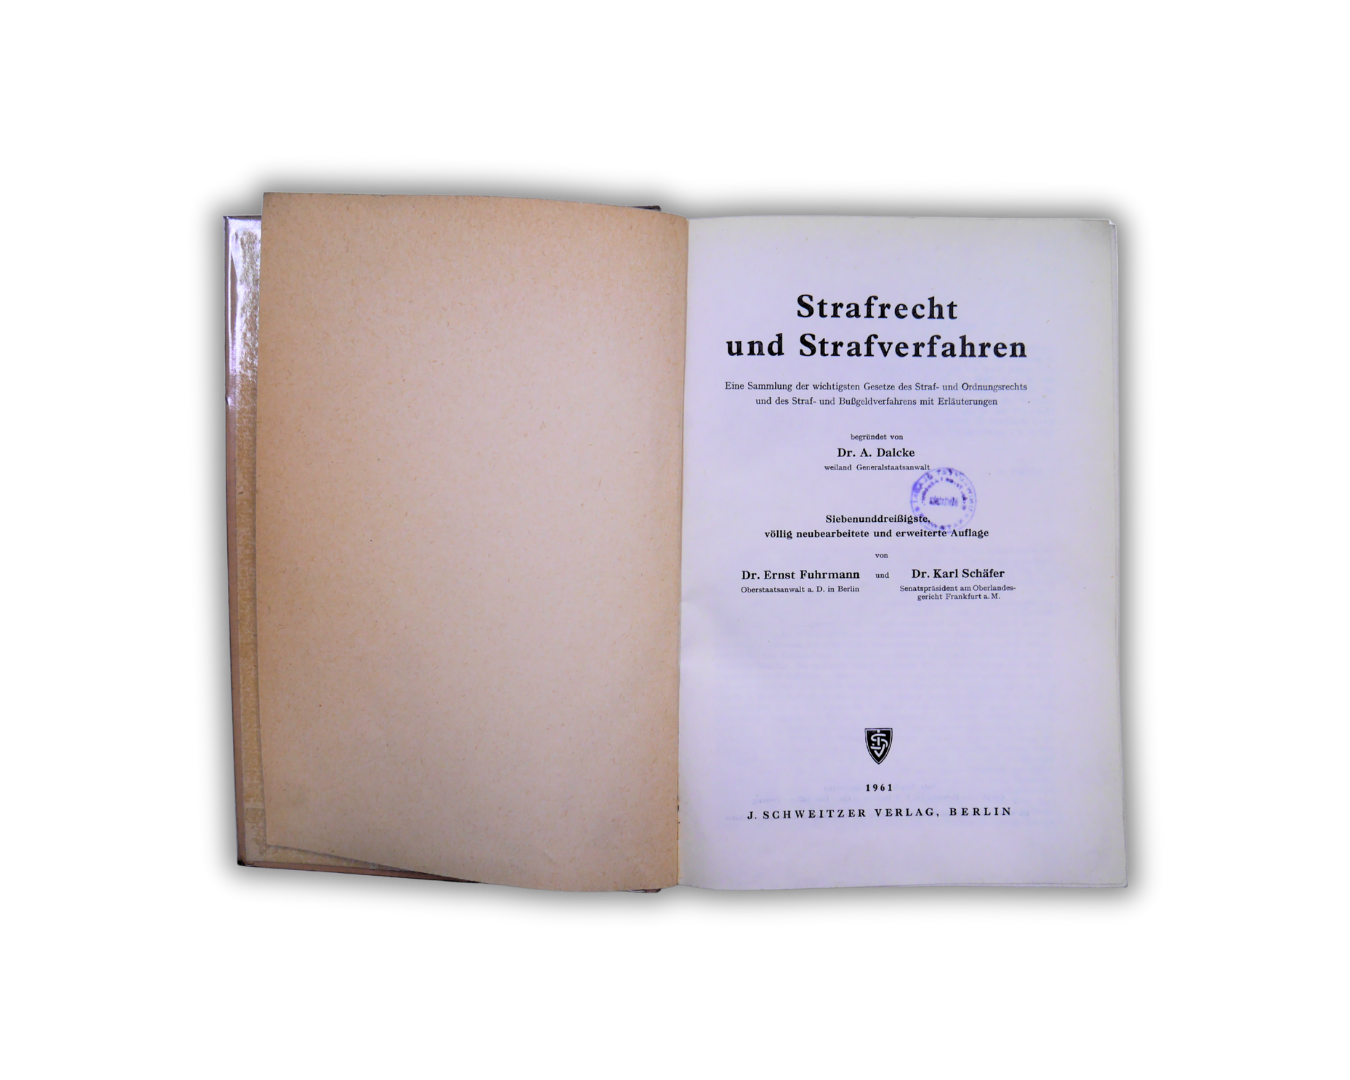 Strafrecht
und Strafverfahren
Eine Sammlung der wichtigsten Gesetze des Straf- und Ordnungsrechts
und des Straf- und Bußgeldverfahrens mit Erläuterungen
begründet von
Dr. A. Dalcke
weiland Generalstaatsanwalt
Siebenunddreißigste,
völlig neubearbeitete und erweiterte Auflage
von
Dr. Ernst Fuhrmann und Dr. Karl Schäfer
Oberstaatsanwalt a. D. in Berlin Senatspräsident am Oberlandes-
gericht Frankfurt a. M.
1961
J. SCHWEITZER VERLAG, BERLIN